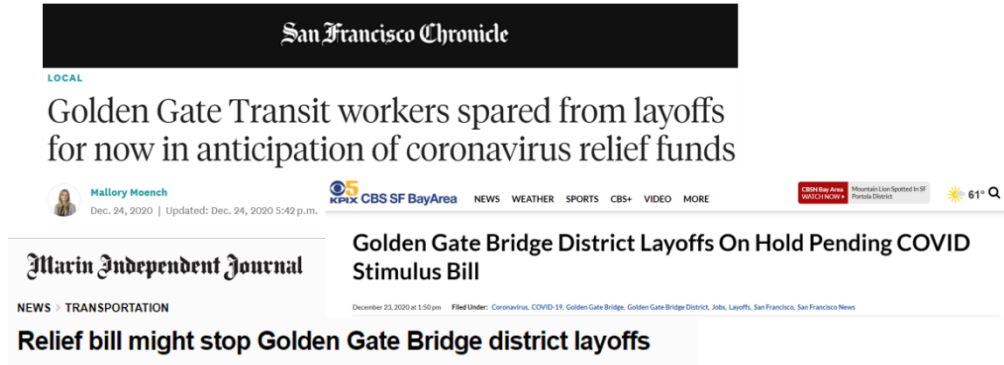 San Francisco Chronicle
LOCAL
Golden Gate Transit workers spared from layoffs
for now in anticipation of coronavirus relief funds
Mallory Moench
Dec. 24, 2020 | Updated: Dec. 24, 2020 5:42 p.m.
5
KPIX CBS SF BayArea NEWS WEATHER SPORTS CBS+ VIDEO MORE
CBSN Bay Area Mountain Lion Spotted In SF
WATCH NOW Portola District
61°
Golden Gate Bridge District Layoffs On Hold Pending COVID
Stimulus Bill
December 23, 2020 at 1:50 pm Filed Under: Coronavirus, COVID-19, Golden Gate Bridge, Golden Gate Bridge District, Jobs, Layoffs, San Francisco, San Francisco News
Marin Independent Journal
NEWS > TRANSPORTATION
Relief bill might stop Golden Gate Bridge district layoffs